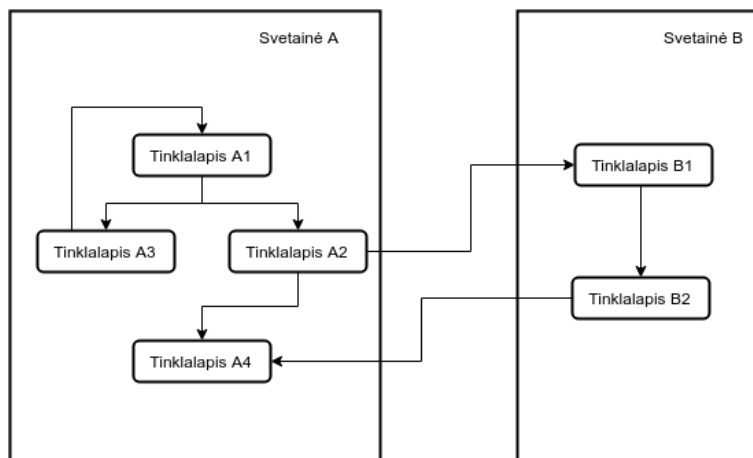 Svetainė A
Svetainė B
Tinklalapis A1
Tinklalapis B1
Tinklalapis A3
Tinklalapis A2
Tinklalapis B2
Tinklalapis A4